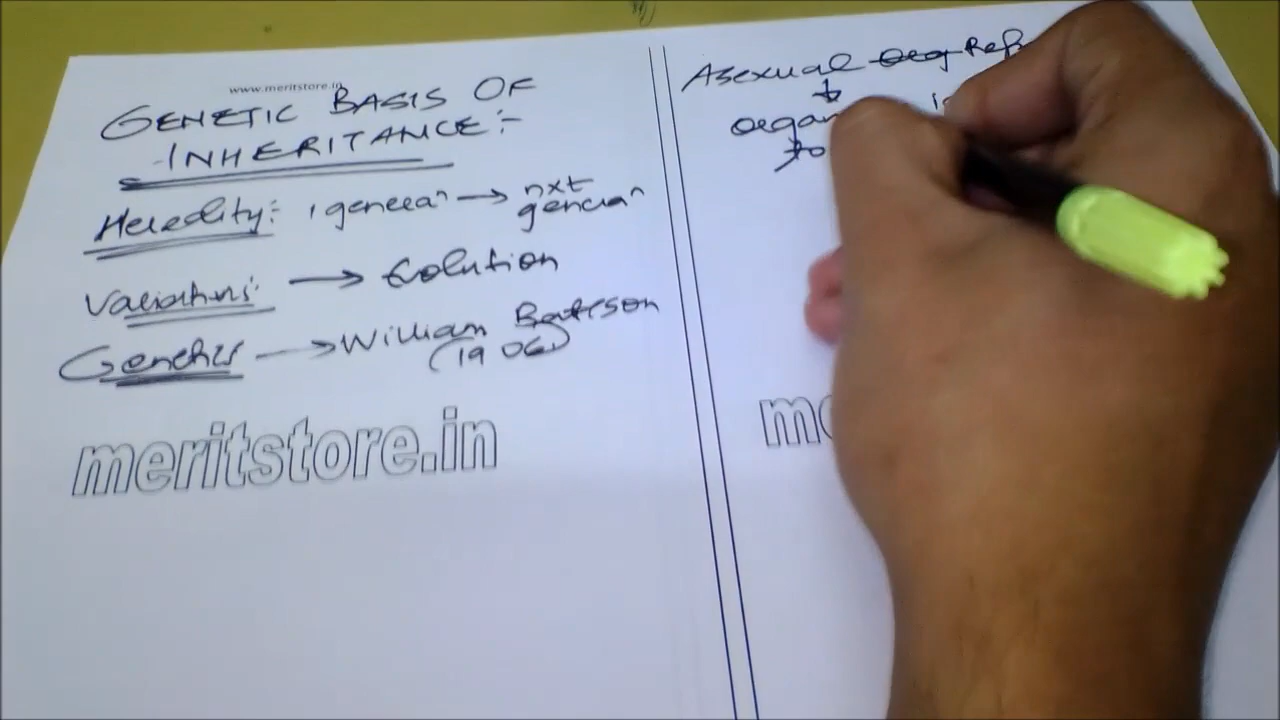 www.meritstore.in
GENETIC BASIS OF
INHERITANCE:-
Heredity: 1 generaⁿ → nxt
generaⁿ
Variations: → Evolution
Genetics → William Bateson
(1906)
meritstore.in
Asexual
to